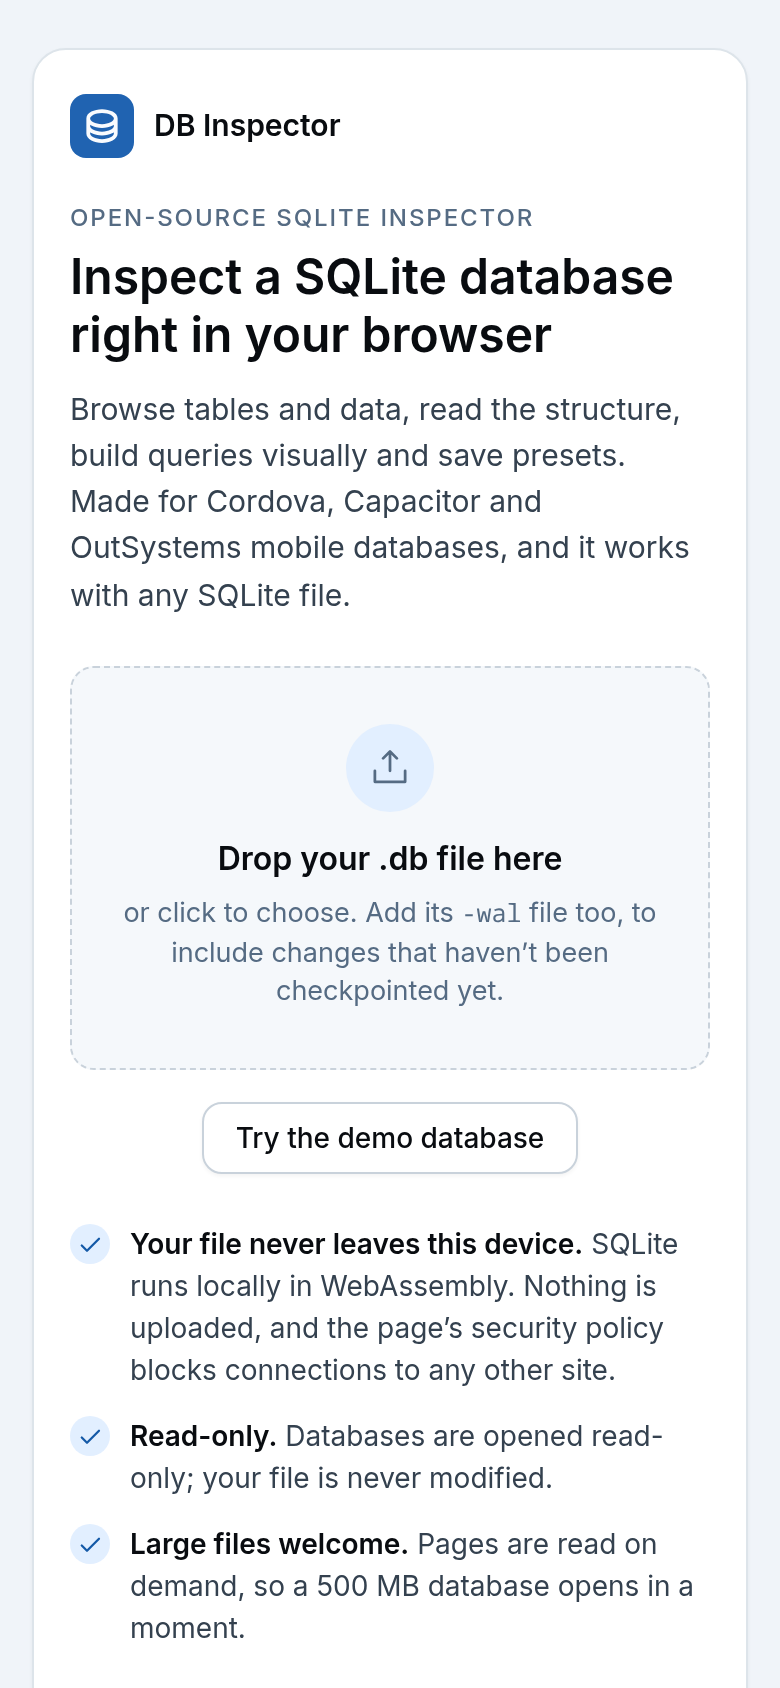 DB Inspector
OPEN-SOURCE SQLITE INSPECTOR
Inspect a SQLite database
right in your browser
Browse tables and data, read the structure,
build queries visually and save presets.
Made for Cordova, Capacitor and
OutSystems mobile databases, and it works
with any SQLite file.
Drop your .db file here
or click to choose. Add its -wal file too, to
include changes that haven’t been
checkpointed yet.
Try the demo database
Your file never leaves this device. SQLite
runs locally in WebAssembly. Nothing is
uploaded, and the page’s security policy
blocks connections to any other site.
Read-only. Databases are opened read-
only; your file is never modified.
Large files welcome. Pages are read on
demand, so a 500 MB database opens in a
moment.